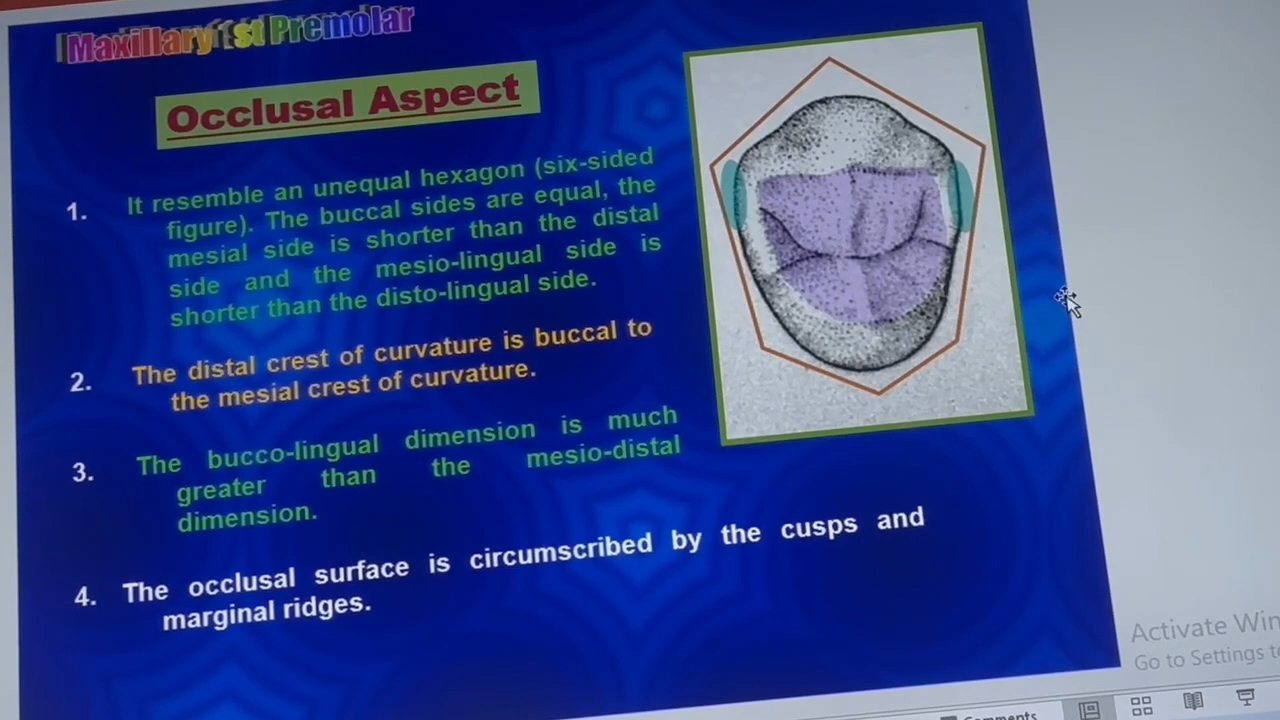 Maxillary 1st Premolar
Occlusal Aspect
1. It resemble an unequal hexagon (six-sided
figure). The buccal sides are equal, the
mesial side is shorter than the distal
side and the mesio-lingual side is
shorter than the disto-lingual side.
2. The distal crest of curvature is buccal to
the mesial crest of curvature.
3. The bucco-lingual dimension is much
greater than the mesio-distal
dimension.
4. The occlusal surface is circumscribed by the cusps and
marginal ridges.
Activate Win
Go to Settings t
Comments